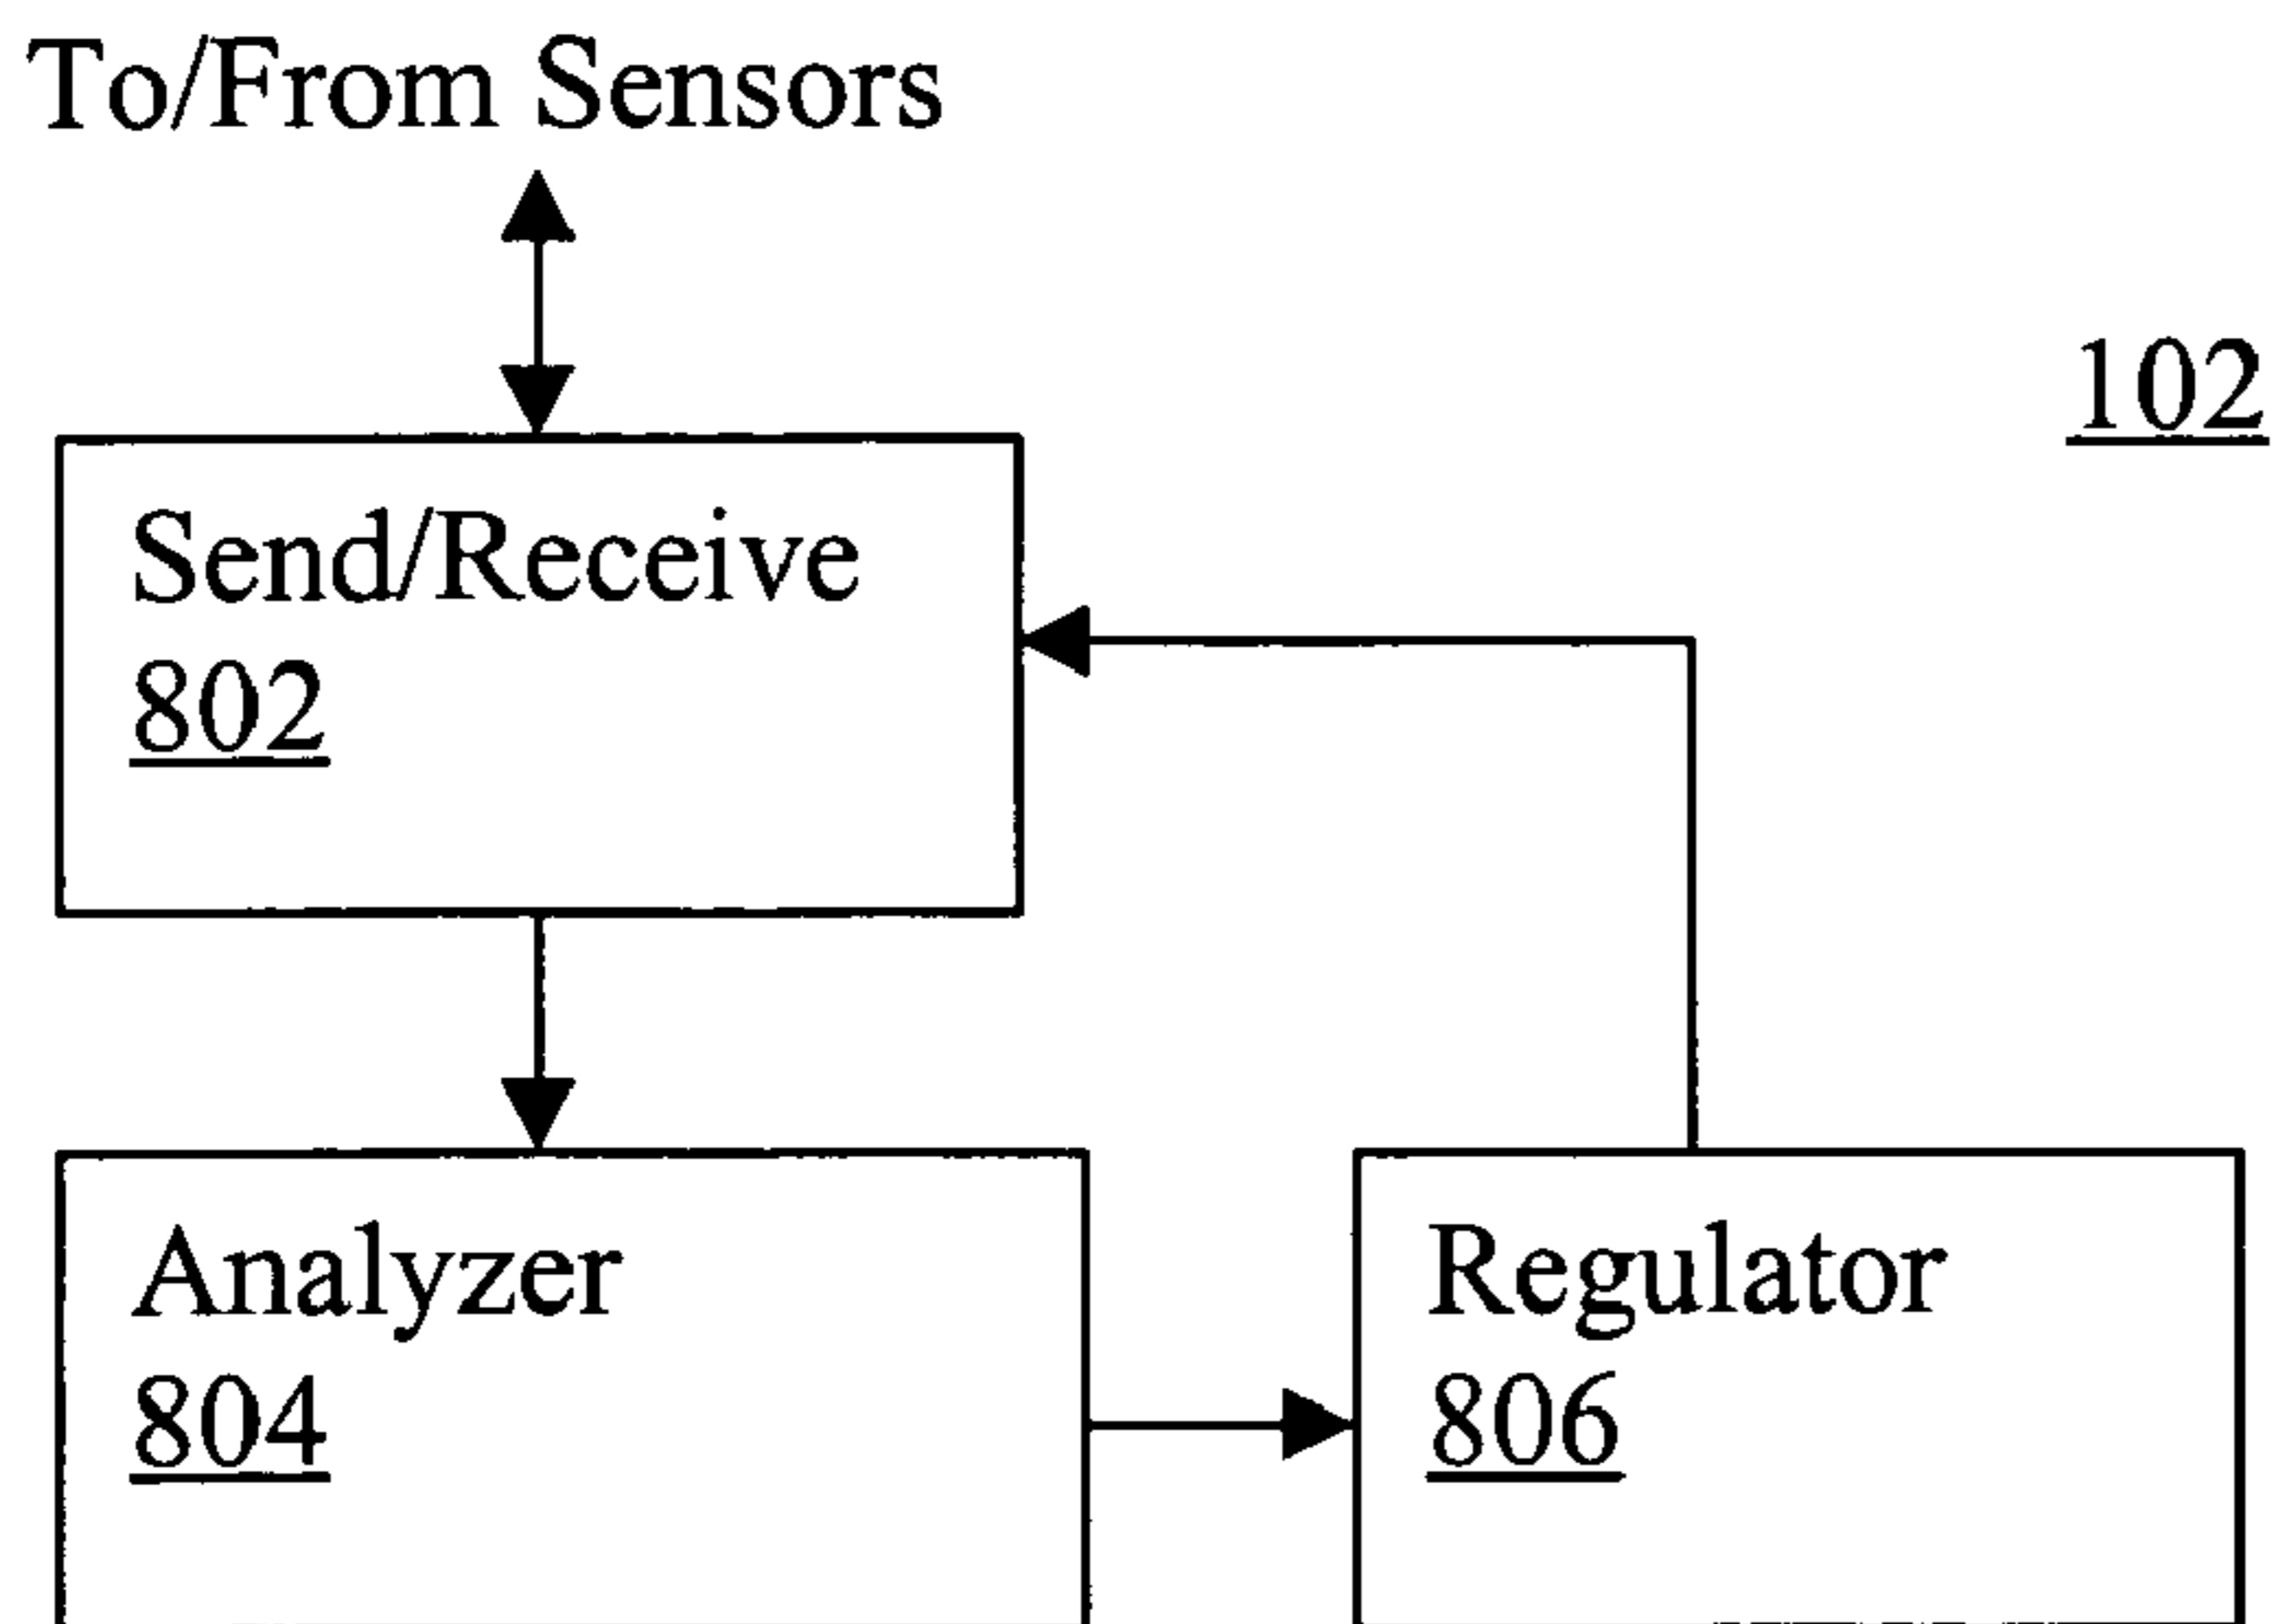 To/From Sensors
102
Send/Receive
802
Analyzer
804
Regulator
806